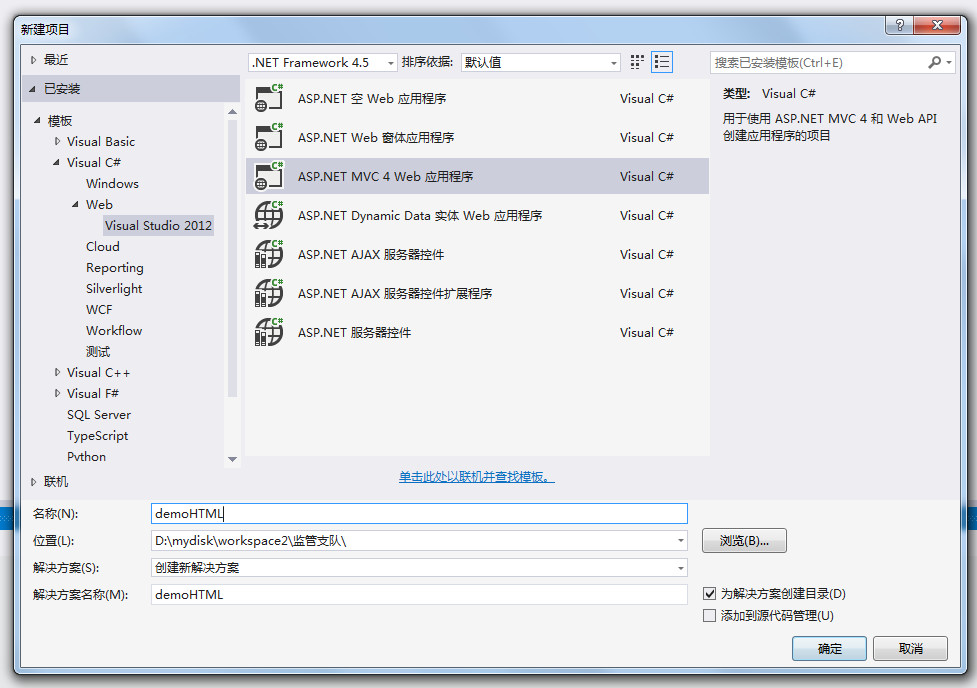 新建项目
最近
已安装
模板
Visual Basic
Visual C#
Windows
Web
Visual Studio 2012
Cloud
Reporting
Silverlight
WCF
Workflow
测试
Visual C++
Visual F#
SQL Server
TypeScript
Python
联机
.NET Framework 4.5 排序依据: 默认值
C# ASP.NET 空 Web 应用程序 Visual C#
C# ASP.NET Web 窗体应用程序 Visual C#
C# ASP.NET MVC 4 Web 应用程序 Visual C#
C# ASP.NET Dynamic Data 实体 Web 应用程序 Visual C#
C# ASP.NET AJAX 服务器控件 Visual C#
C# ASP.NET AJAX 服务器控件扩展程序 Visual C#
C# ASP.NET 服务器控件 Visual C#
单击此处以联机并查找模板。
搜索已安装模板(Ctrl+E)
类型: Visual C#
用于使用 ASP.NET MVC 4 和 Web API
创建应用程序的项目
名称(N): demoHTML
位置(L): D:\mydisk\workspace2\监管支队\ 浏览(B)...
解决方案(S): 创建新解决方案
解决方案名称(M): demoHTML
为解决方案创建目录(D)
添加到源代码管理(U)
确定 取消